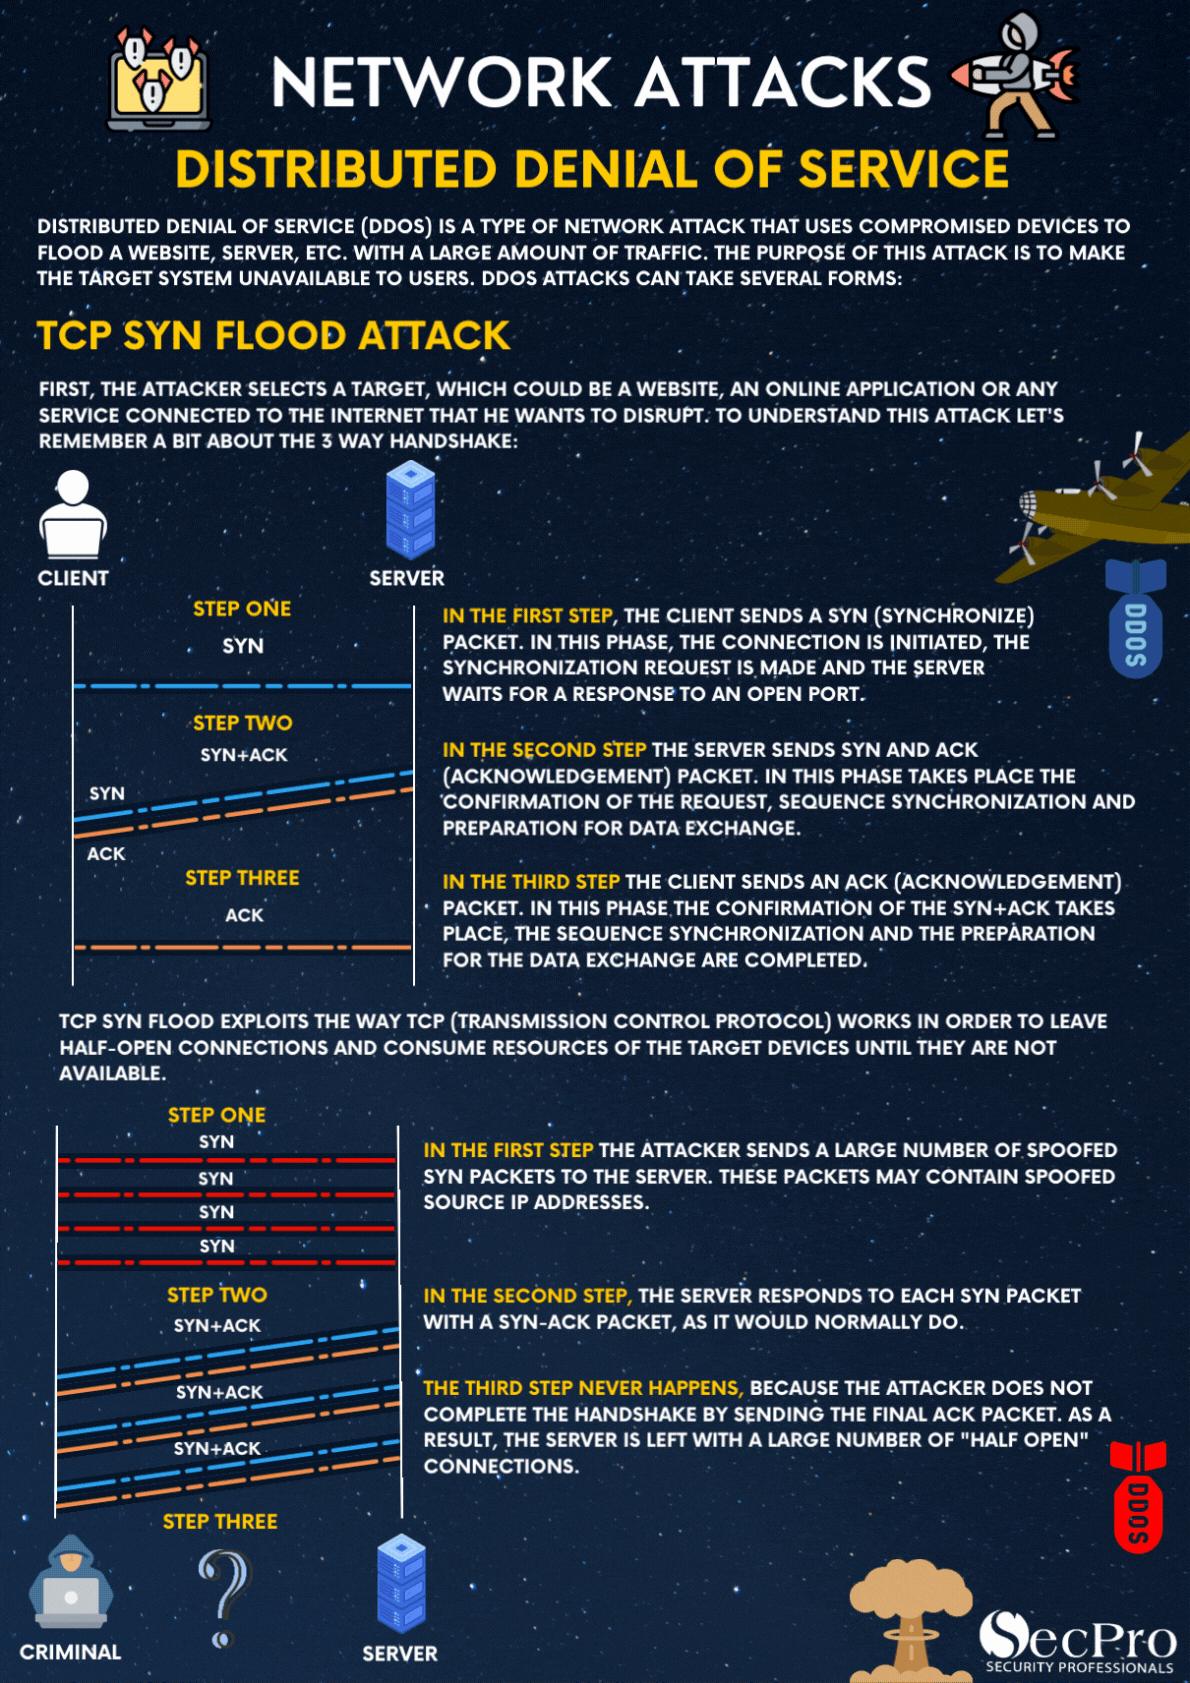 NETWORK ATTACKS
DISTRIBUTED DENIAL OF SERVICE
DISTRIBUTED DENIAL OF SERVICE (DDOS) IS A TYPE OF NETWORK ATTACK THAT USES COMPROMISED DEVICES TO
FLOOD A WEBSITE, SERVER, ETC. WITH A LARGE AMOUNT OF TRAFFIC. THE PURPOSE OF THIS ATTACK IS TO MAKE
THE TARGET SYSTEM UNAVAILABLE TO USERS. DDOS ATTACKS CAN TAKE SEVERAL FORMS:
TCP SYN FLOOD ATTACK
FIRST, THE ATTACKER SELECTS A TARGET, WHICH COULD BE A WEBSITE, AN ONLINE APPLICATION OR ANY
SERVICE CONNECTED TO THE INTERNET THAT HE WANTS TO DISRUPT. TO UNDERSTAND THIS ATTACK LET'S
REMEMBER A BIT ABOUT THE 3 WAY HANDSHAKE:
CLIENT
SERVER
STEP ONE
SYN
IN THE FIRST STEP, THE CLIENT SENDS A SYN (SYNCHRONIZE)
PACKET. IN THIS PHASE, THE CONNECTION IS INITIATED, THE
SYNCHRONIZATION REQUEST IS MADE AND THE SERVER
WAITS FOR A RESPONSE TO AN OPEN PORT.
DDOS
STEP TWO
SYN+ACK
SYN
ACK
IN THE SECOND STEP THE SERVER SENDS SYN AND ACK
(ACKNOWLEDGEMENT) PACKET. IN THIS PHASE TAKES PLACE THE
CONFIRMATION OF THE REQUEST, SEQUENCE SYNCHRONIZATION AND
PREPARATION FOR DATA EXCHANGE.
STEP THREE
ACK
IN THE THIRD STEP THE CLIENT SENDS AN ACK (ACKNOWLEDGEMENT)
PACKET. IN THIS PHASE THE CONFIRMATION OF THE SYN+ACK TAKES
PLACE, THE SEQUENCE SYNCHRONIZATION AND THE PREPARATION
FOR THE DATA EXCHANGE ARE COMPLETED.
TCP SYN FLOOD EXPLOITS THE WAY TCP (TRANSMISSION CONTROL PROTOCOL) WORKS IN ORDER TO LEAVE
HALF-OPEN CONNECTIONS AND CONSUME RESOURCES OF THE TARGET DEVICES UNTIL THEY ARE NOT
AVAILABLE.
STEP ONE
SYN
SYN
SYN
SYN
IN THE FIRST STEP THE ATTACKER SENDS A LARGE NUMBER OF SPOOFED
SYN PACKETS TO THE SERVER. THESE PACKETS MAY CONTAIN SPOOFED
SOURCE IP ADDRESSES.
STEP TWO
SYN+ACK
SYN+ACK
SYN+ACK
IN THE SECOND STEP, THE SERVER RESPONDS TO EACH SYN PACKET
WITH A SYN-ACK PACKET, AS IT WOULD NORMALLY DO.
THE THIRD STEP NEVER HAPPENS, BECAUSE THE ATTACKER DOES NOT
COMPLETE THE HANDSHAKE BY SENDING THE FINAL ACK PACKET. AS A
RESULT, THE SERVER IS LEFT WITH A LARGE NUMBER OF "HALF OPEN"
CONNECTIONS.
DDOS
STEP THREE
?
CRIMINAL
SERVER
SecPro
SECURITY PROFESSIONALS